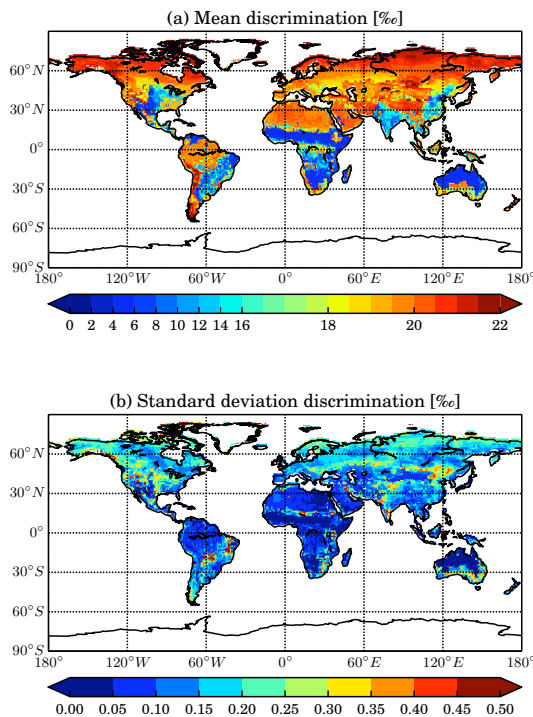 (a) Mean discrimination [‰]
60°N
30°N
0°
30°S
60°S
90°S
180° 120°W 60°W 0° 60°E 120°E 180°
0 2 4 6 8 10 12 14 16 18 20 22
(b) Standard deviation discrimination [‰]
60°N
30°N
0°
30°S
60°S
90°S
180° 120°W 60°W 0° 60°E 120°E 180°
0.00 0.05 0.10 0.15 0.20 0.25 0.30 0.35 0.40 0.45 0.50